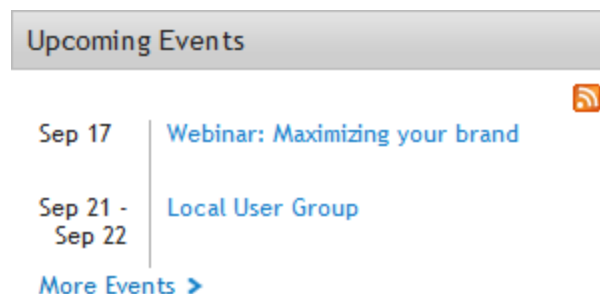 Upcoming Events
Sep 17 Webinar: Maximizing your brand
Sep 21 - Local User Group
Sep 22
More Events >